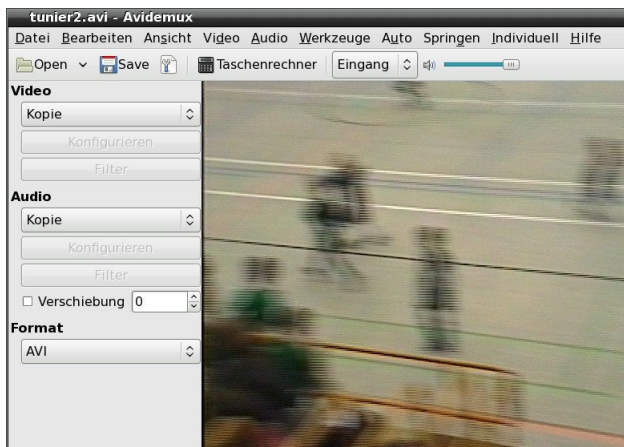 tunier2.avi - Avidemux
Datei Bearbeiten Ansicht Video Audio Werkzeuge Auto Springen Individuell Hilfe
Open Save Taschenrechner Eingang
Video
Kopie
Konfigurieren
Filter
Audio
Kopie
Konfigurieren
Filter
Verschiebung 0
Format
AVI